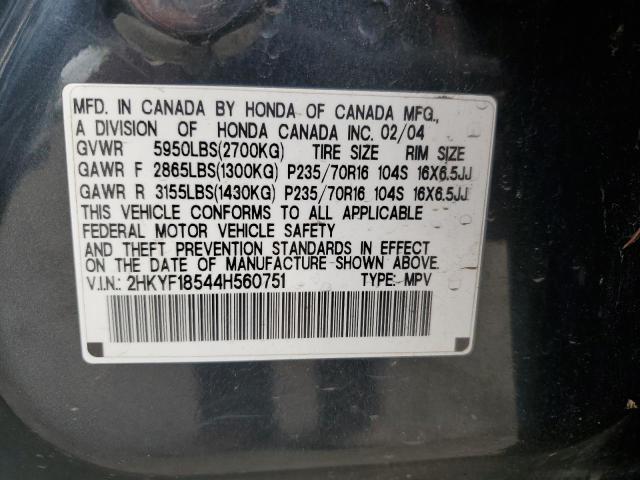 MFD. IN CANADA BY HONDA OF CANADA MFG.,
A DIVISION OF HONDA CANADA INC. 02/04
GVWR 5950LBS(2700KG) TIRE SIZE RIM SIZE
GAWR F 2865LBS(1300KG) P235/70R16 104S 16X6.5JJ
GAWR R 3155LBS(1430KG) P235/70R16 104S 16X6.5JJ
THIS VEHICLE CONFORMS TO ALL APPLICABLE
FEDERAL MOTOR VEHICLE SAFETY
AND THEFT PREVENTION STANDARDS IN EFFECT
ON THE DATE OF MANUFACTURE SHOWN ABOVE.
V.I.N.: 2HKYF18544H560751 TYPE: MPV